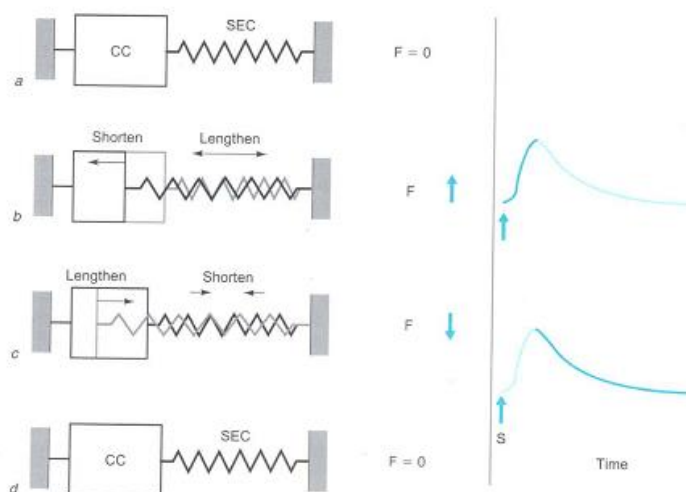 SEC
CC
F = 0
a
Shorten
Lengthen
F
b
Lengthen
Shorten
F
c
SEC
CC
F = 0
d
S
Time